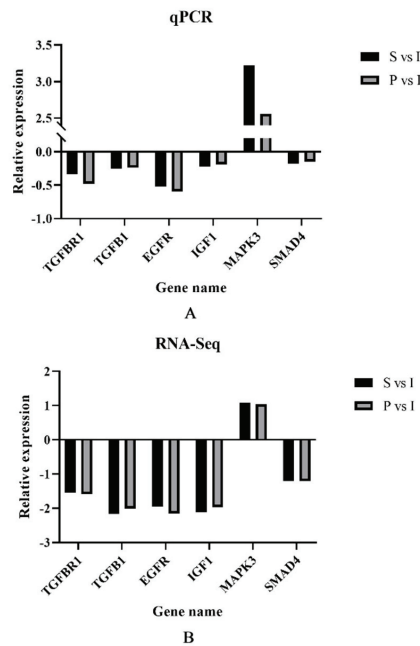 qPCR
3.5
2.5
0.0
-0.5
-1.0
Relative expression
S vs I
P vs I
TGFBR1
TGFB1
EGFR
IGF1
MAPK3
SMAD4
Gene name
A
RNA-Seq
2
1
0
-1
-2
-3
Relative expression
S vs I
P vs I
TGFBR1
TGFB1
EGFR
IGF1
MAPK3
SMAD4
Gene name
B